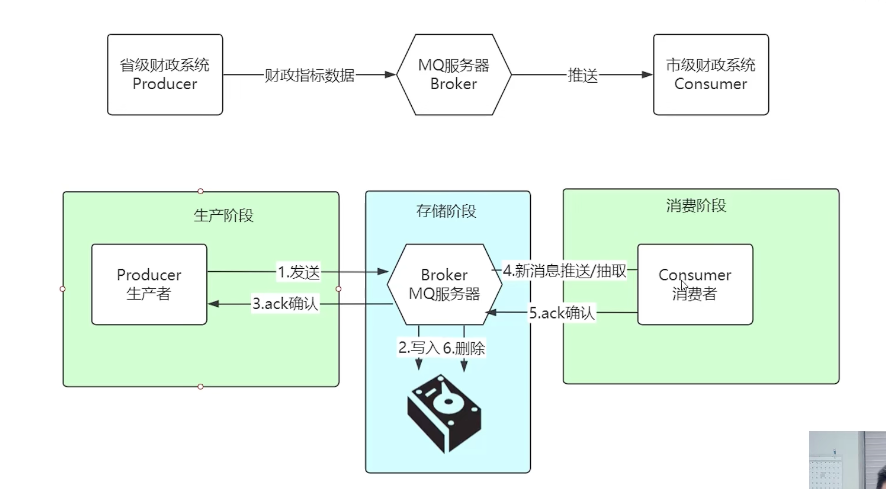 省级财政系统
Producer
财政指标数据
MQ服务器
Broker
推送
市级财政系统
Consumer
生产阶段
存储阶段
消费阶段
Producer
生产者
1.发送
3.ack确认
Broker
MQ服务器
4.新消息推送/抽取
5.ack确认
Consumer
消费者
2.写入 6.删除